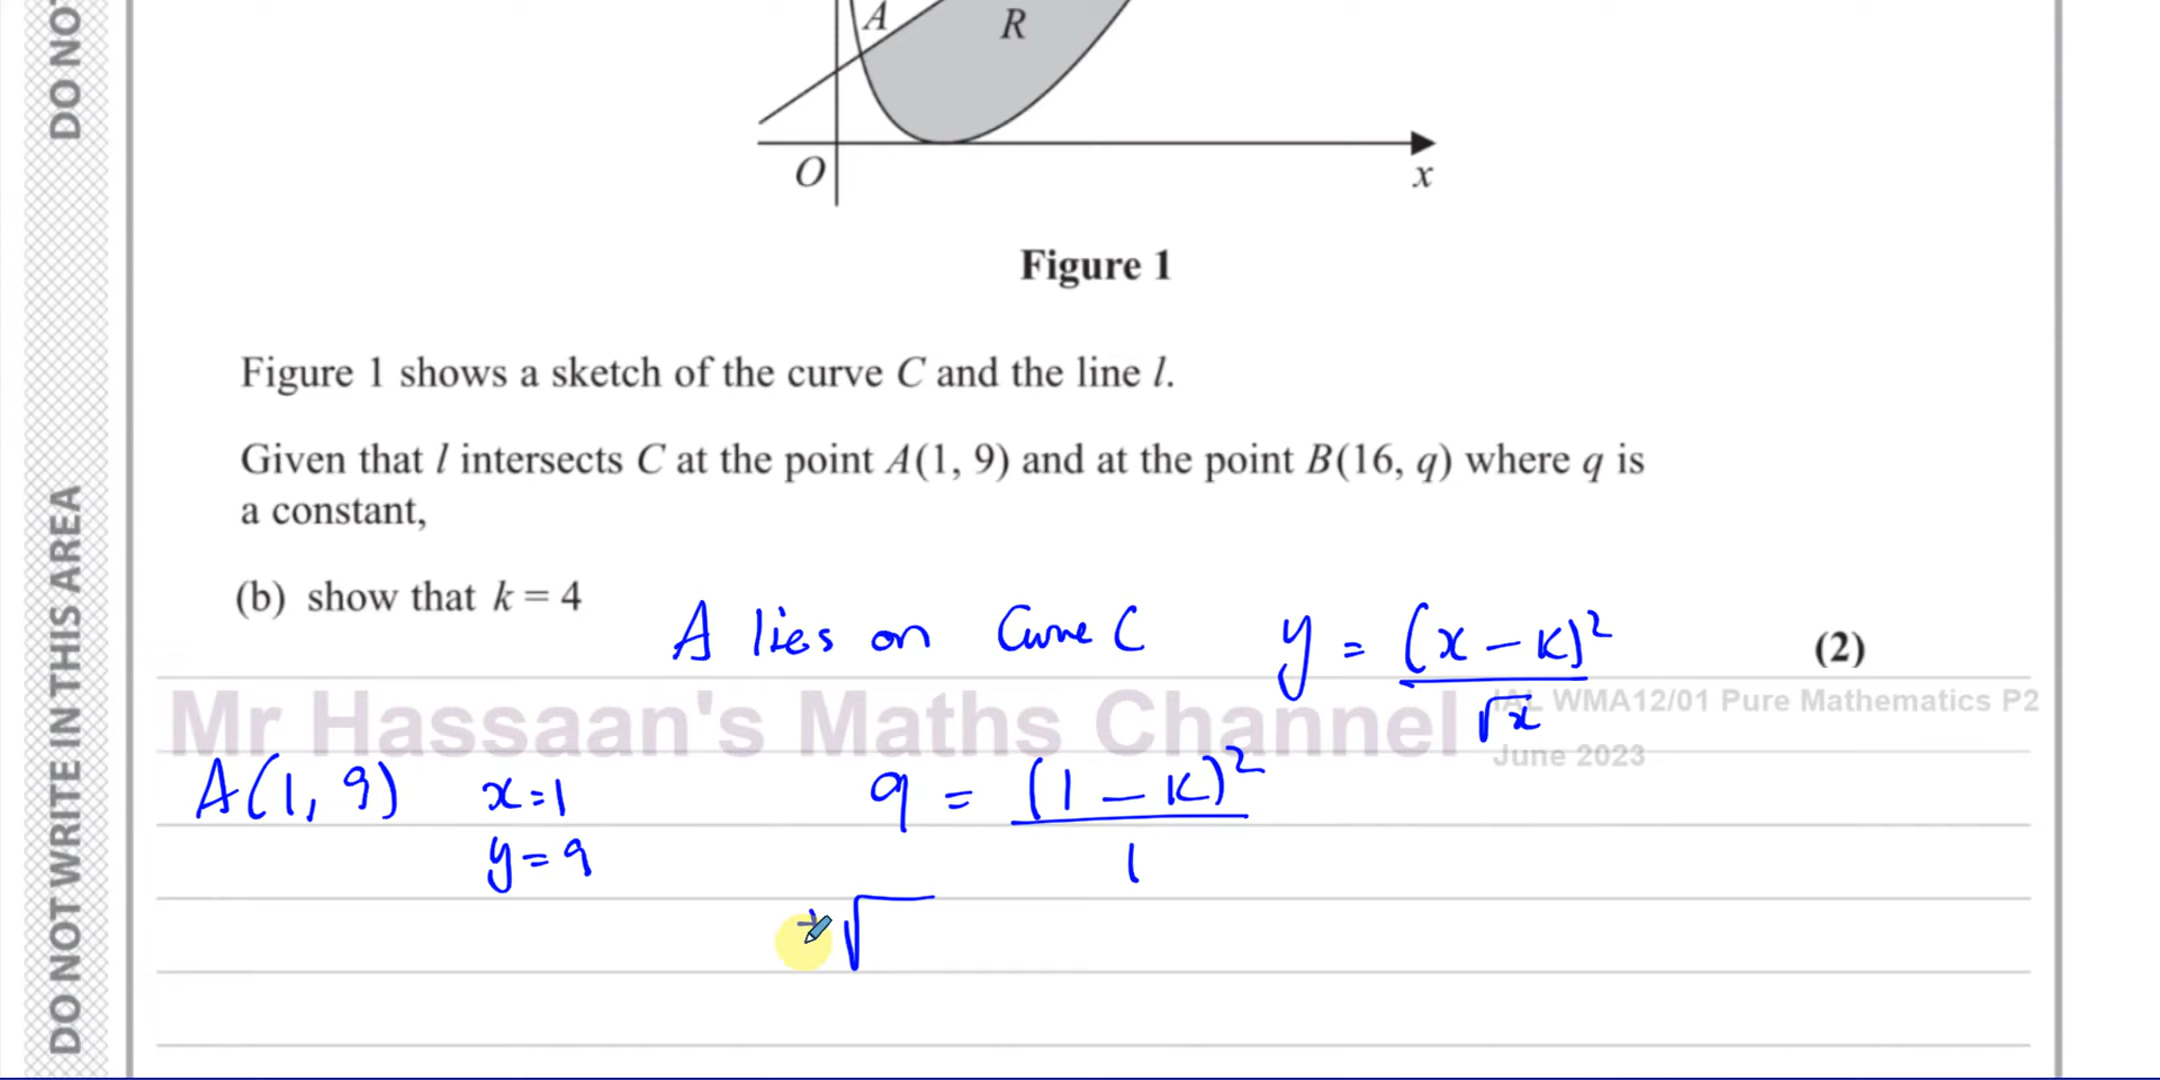 DO NOT WRITE IN THIS AREA
DO NO
A
R
O
x
Figure 1
Figure 1 shows a sketch of the curve C and the line l.
Given that l intersects C at the point A(1, 9) and at the point B(16, q) where q is
a constant,
(b) show that k = 4
A lies on Curve C y = (x − k)² / √x
(2)
Mr Hassaan's Maths Channel
IAL WMA12/01 Pure Mathematics P2
June 2023
A(1, 9) x=1 9 = (1 − k)² / 1
y=9
±√